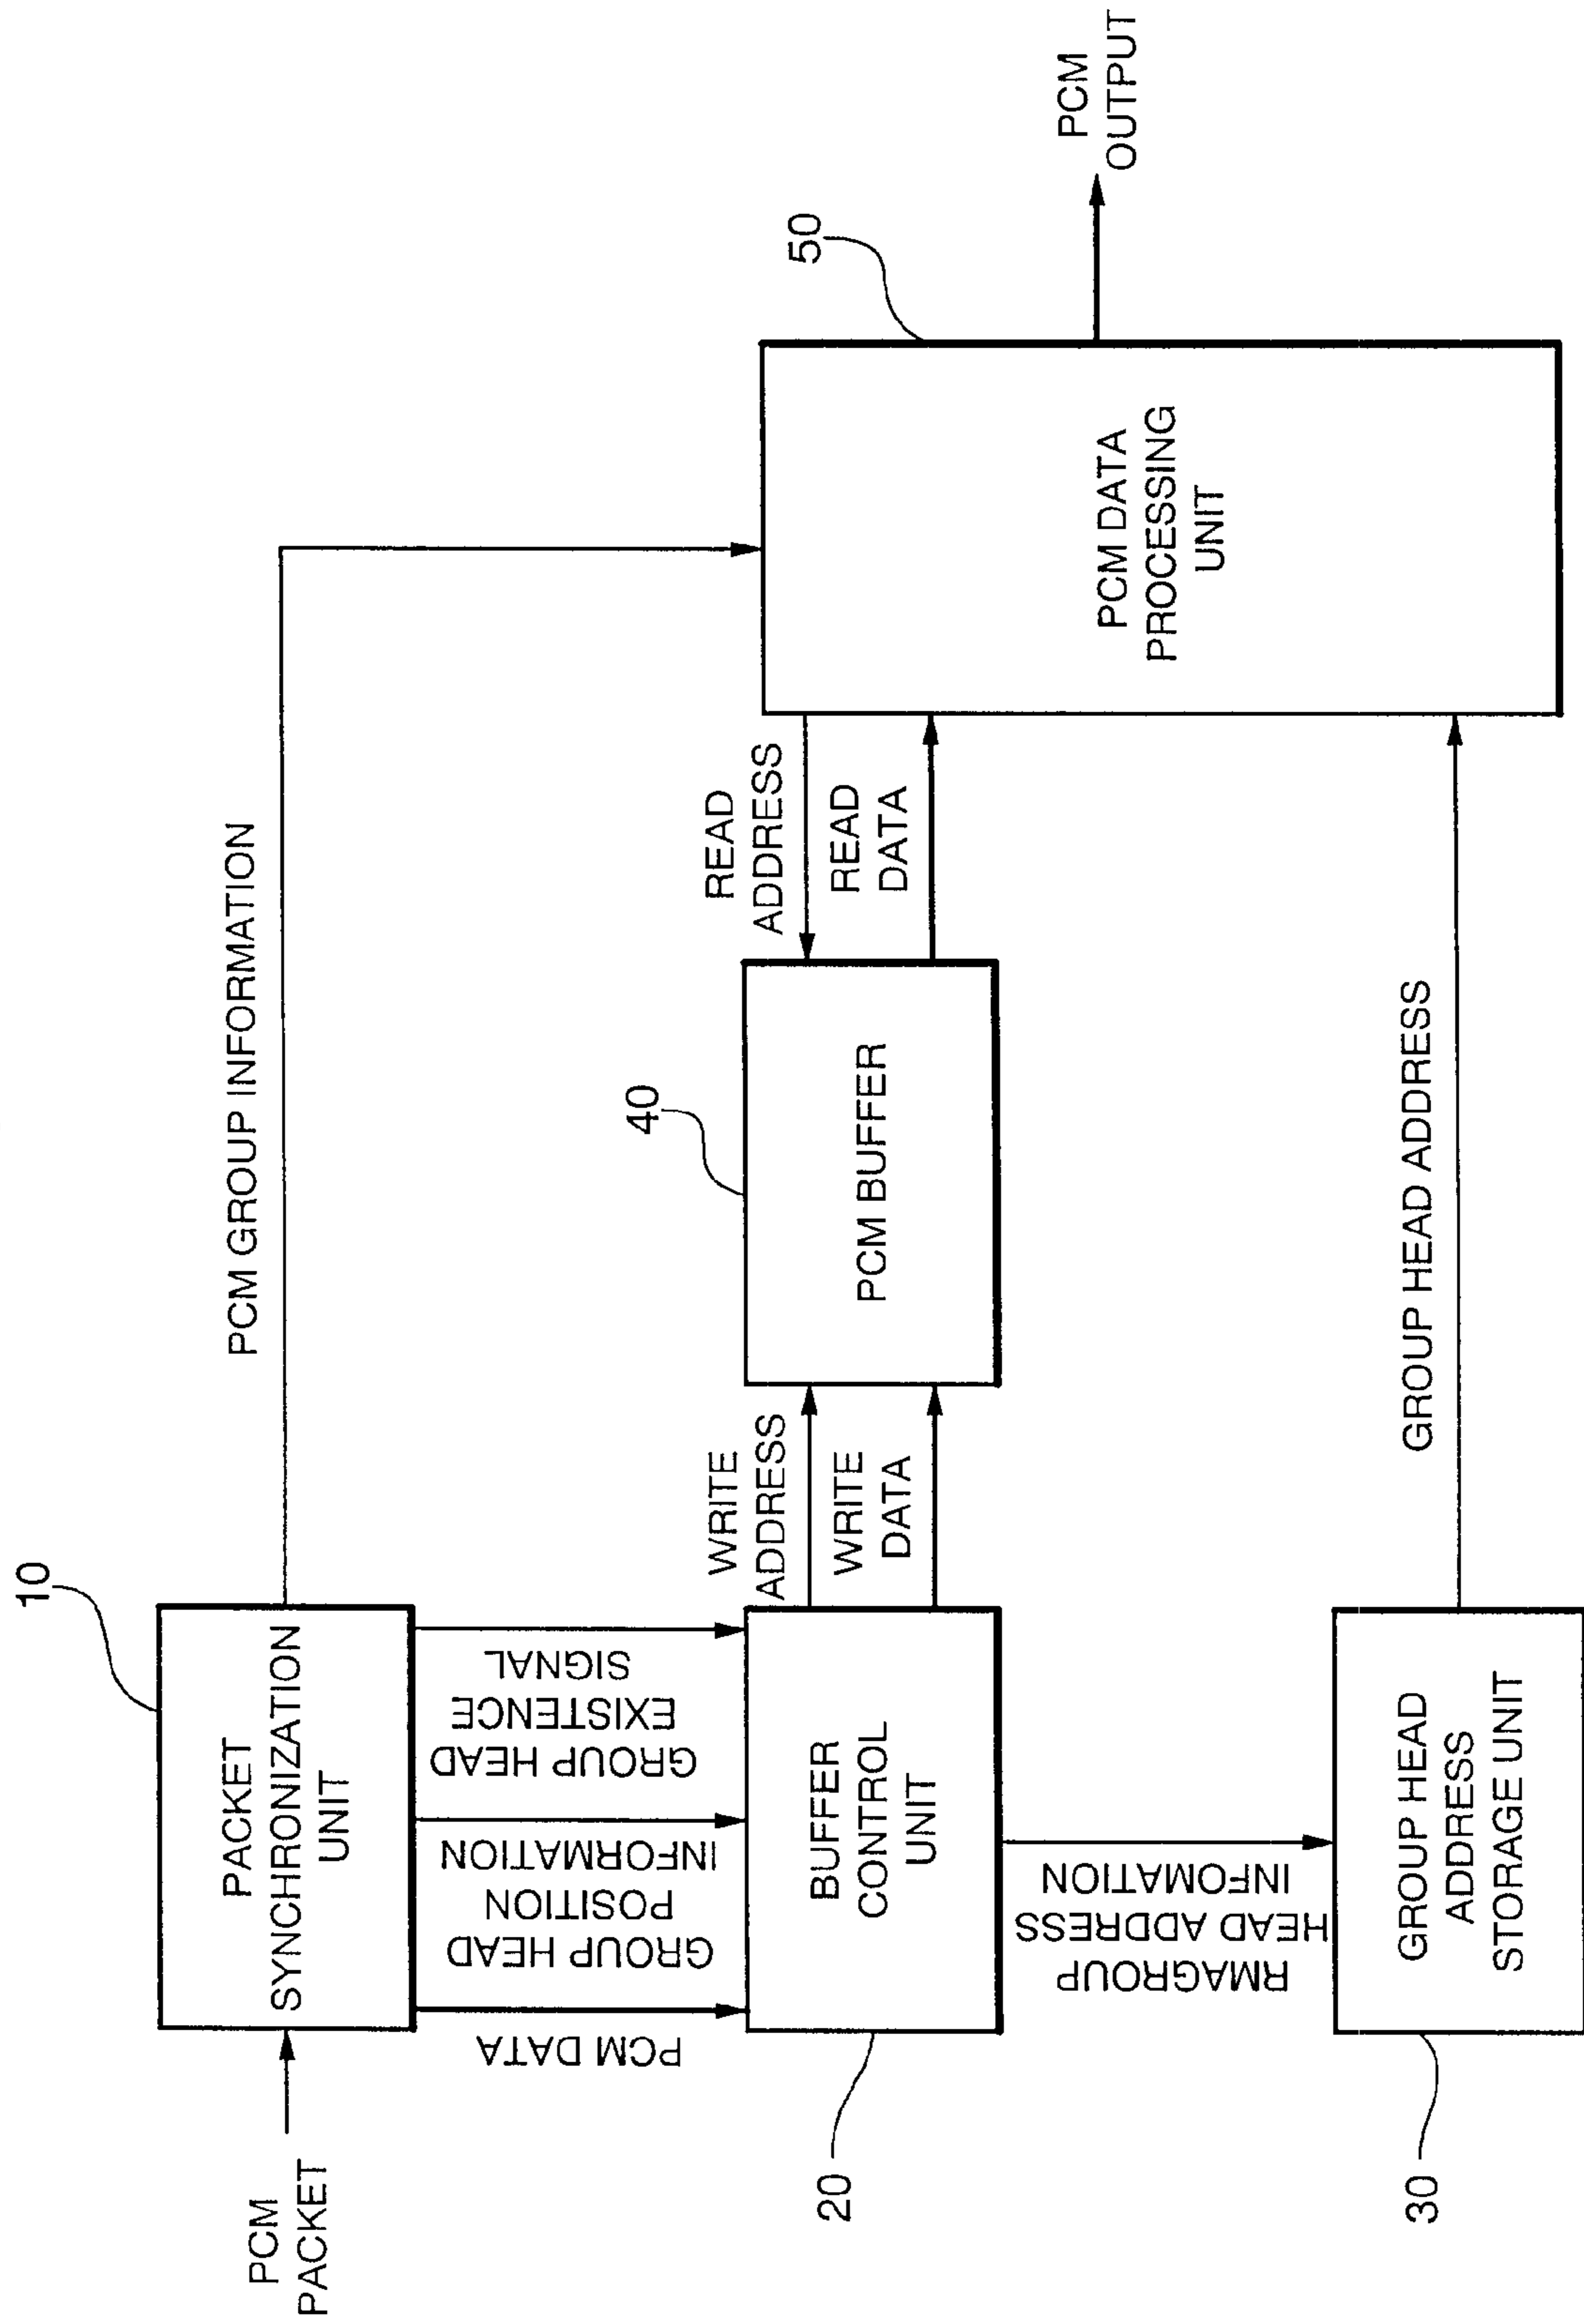 PCM
PACKET
10
PACKET
SYNCHRONIZATION
UNIT
PCM GROUP INFORMATION
PCM DATA
GROUP HEAD
POSITION
INFORMATION
GROUP HEAD
EXISTENCE
SIGNAL
20
BUFFER
CONTROL
UNIT
WRITE
ADDRESS
WRITE
DATA
40
PCM BUFFER
READ
ADDRESS
READ
DATA
50
PCM DATA
PROCESSING
UNIT
PCM
OUTPUT
RMAGROUP
HEAD ADDRESS
INFOMATION
30
GROUP HEAD
ADDRESS
STORAGE UNIT
GROUP HEAD ADDRESS